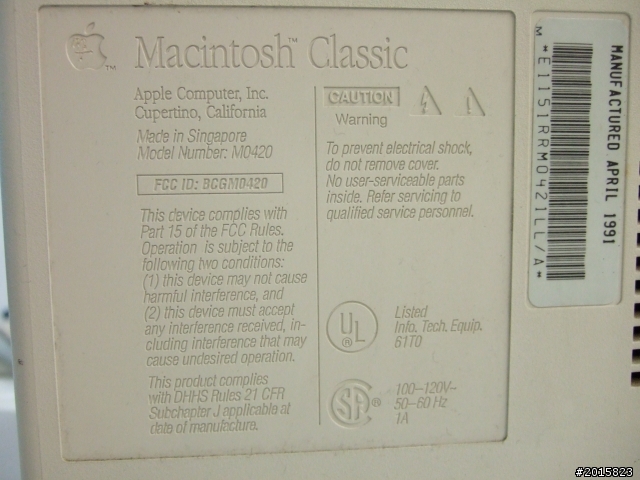 Macintosh™ Classic
Apple Computer, Inc.
Cupertino, California
Made in Singapore
Model Number: M0420
FCC ID: BCGM0420
This device complies with
Part 15 of the FCC Rules.
Operation is subject to the
following two conditions:
(1) this device may not cause
harmful interference, and
(2) this device must accept
any interference received, in-
cluding interference that may
cause undesired operation.
This product complies
with DHHS Rules 21 CFR
Subchapter J applicable at
date of manufacture.
CAUTION
Warning
To prevent electrical shock,
do not remove cover.
No user-serviceable parts
inside. Refer servicing to
qualified service personnel.
UL®
Listed
Info. Tech. Equip.
61T0
SA®
100–120V~
50–60 Hz
1A
MANUFACTURED APRIL 1991
M *E1151RRM0421LL/A*
#2015823